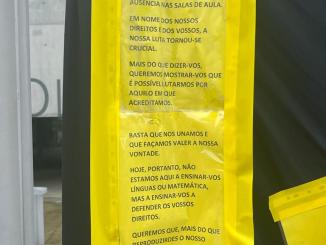 AUSÊNCIA NAS SALAS DE AULA.
EM NOME DOS NOSSOS
DIREITOS E DOS VOSSOS, A
NOSSA LUTA TORNOU-SE
CRUCIAL.
MAIS DO QUE DIZER-VOS,
QUEREMOS MOSTRAR-VOS QUE
É POSSÍVEL LUTARMOS POR
AQUILO EM QUE
ACREDITAMOS.
BASTA QUE NOS UNAMOS E
QUE FAÇAMOS VALER A NOSSA
VONTADE.
HOJE, PORTANTO, NÃO
ESTAMOS AQUI A ENSINAR-VOS
LÍNGUAS OU MATEMÁTICA,
MAS A ENSINAR-VOS A
DEFENDER OS VOSSOS
DIREITOS.
QUEREMOS QUE, MAIS DO QUE
REPRODUZIRDES O NOSSO